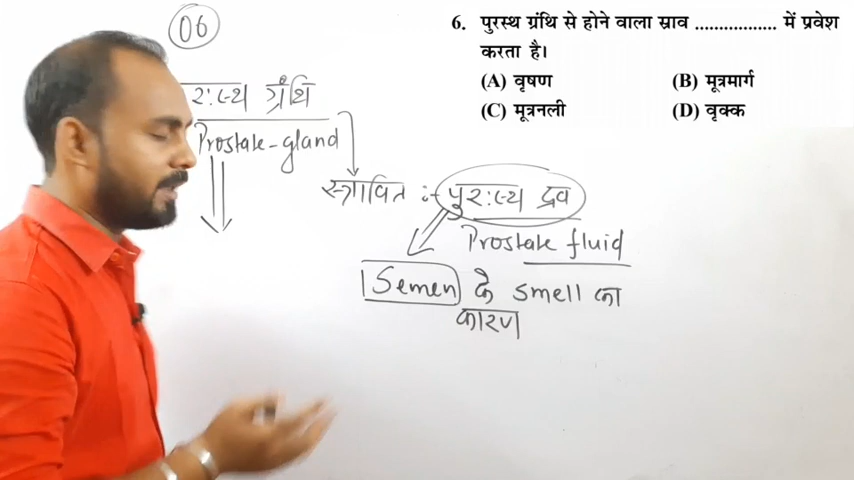 06
6. पुरस्थ ग्रंथि से होने वाला स्राव ................. में प्रवेश
करता है।
(A) वृषण (B) मूत्रमार्ग
(C) मूत्रनली (D) वृक्क
रःस्थ ग्रंथि
Prostate-gland
स्त्रावित :- पुरःस्थ द्रव
Prostate fluid
Semen के smell का
कारण